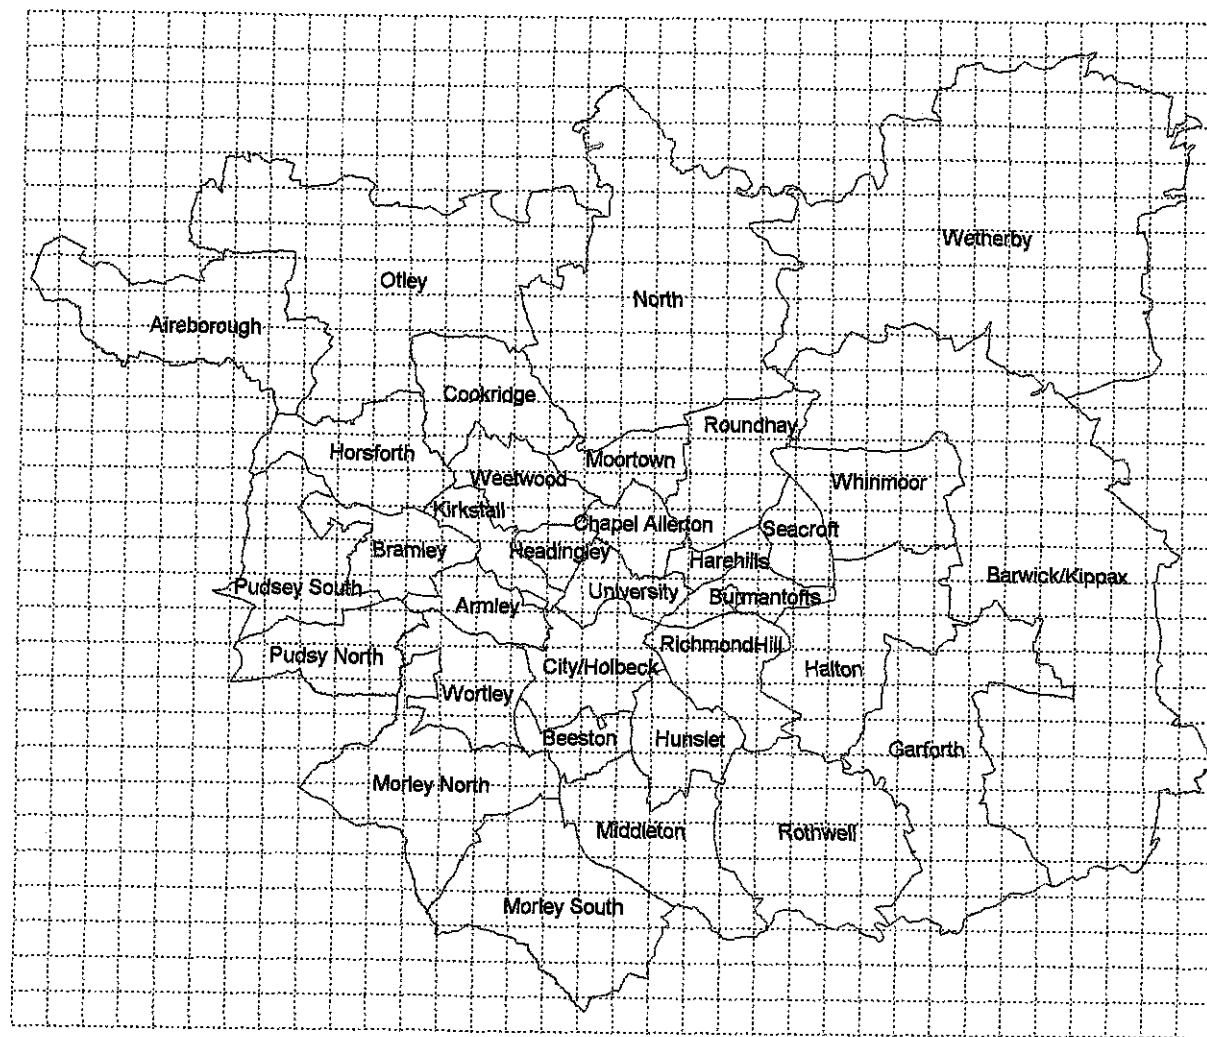 Wetherby
Otley
North
Aireborough
Cookridge
Roundhay
Horsforth
Moortown
Weetwood
Whinmoor
Kirkstall
Chapel Allerton
Seacroft
Bramley
Headingley
Harehills
Barwick/Kippax
Pudsey South
University
Burmantofts
Armley
RichmondHill
Pudsy North
City/Holbeck
Halton
Wortley
Beeston
Hunslet
Garforth
Morley North
Middleton
Rothwell
Morley South